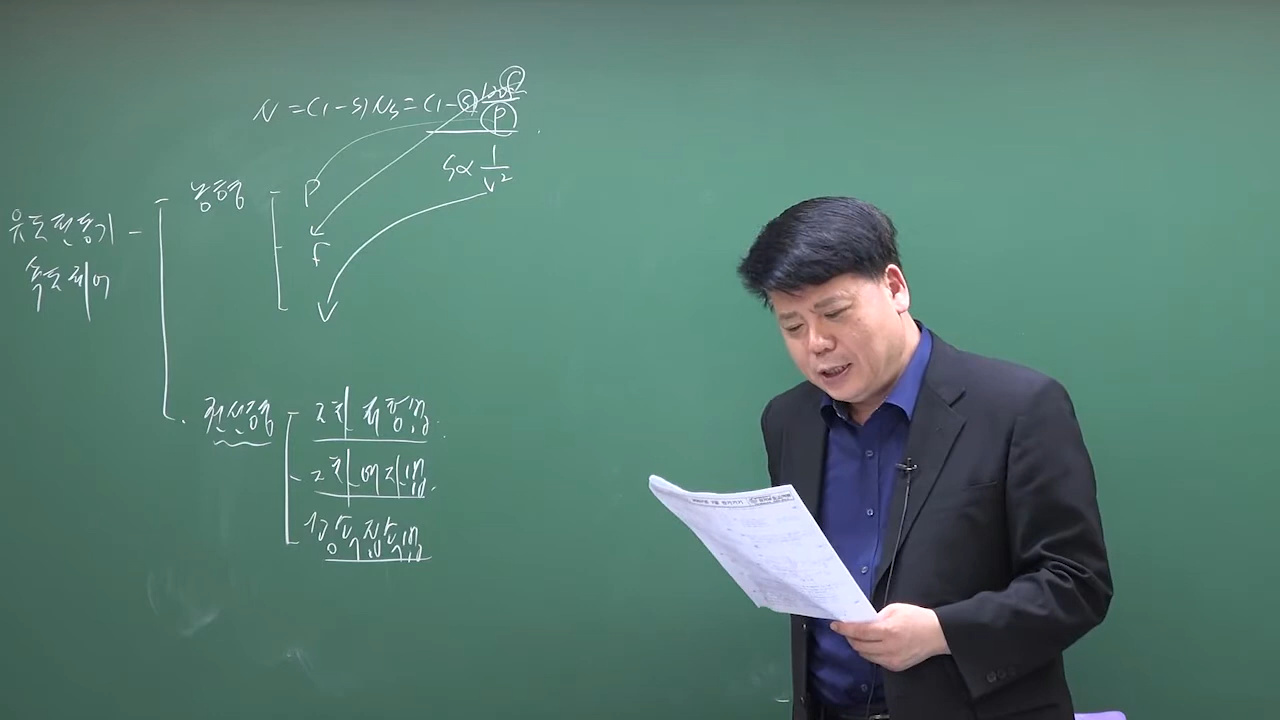 N = (1-s) Ns = (1-s) 120f/P
s ∝ 1/V²
농형
P
f
V
유도전동기
속도제어
권선형
2차 저항법
2차 여자법
종속접속법